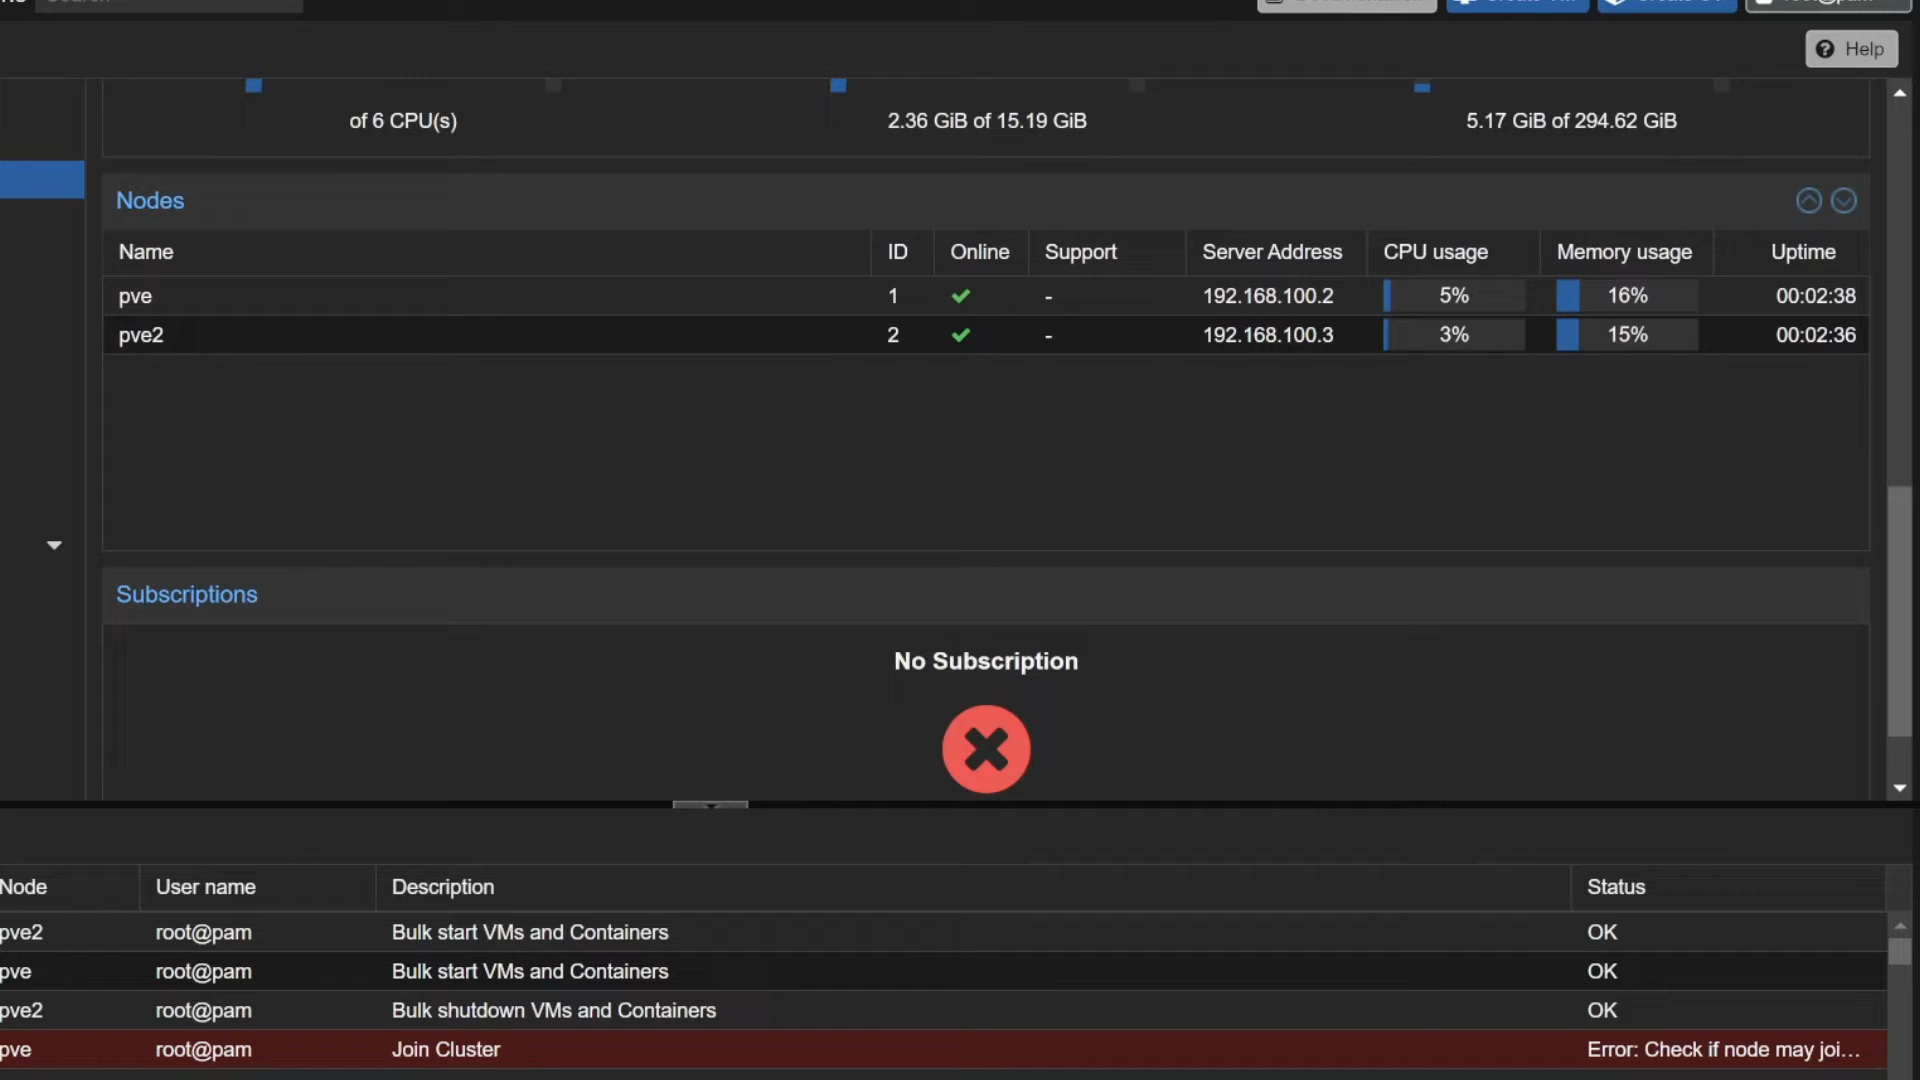 Help
of 6 CPU(s) 2.36 GiB of 15.19 GiB 5.17 GiB of 294.62 GiB
Nodes
Name ID Online Support Server Address CPU usage Memory usage Uptime
pve 1 - 192.168.100.2 5% 16% 00:02:38
pve2 2 - 192.168.100.3 3% 15% 00:02:36
Subscriptions
No Subscription
Node User name Description Status
pve2 root@pam Bulk start VMs and Containers OK
pve root@pam Bulk start VMs and Containers OK
pve2 root@pam Bulk shutdown VMs and Containers OK
pve root@pam Join Cluster Error: Check if node may joi...